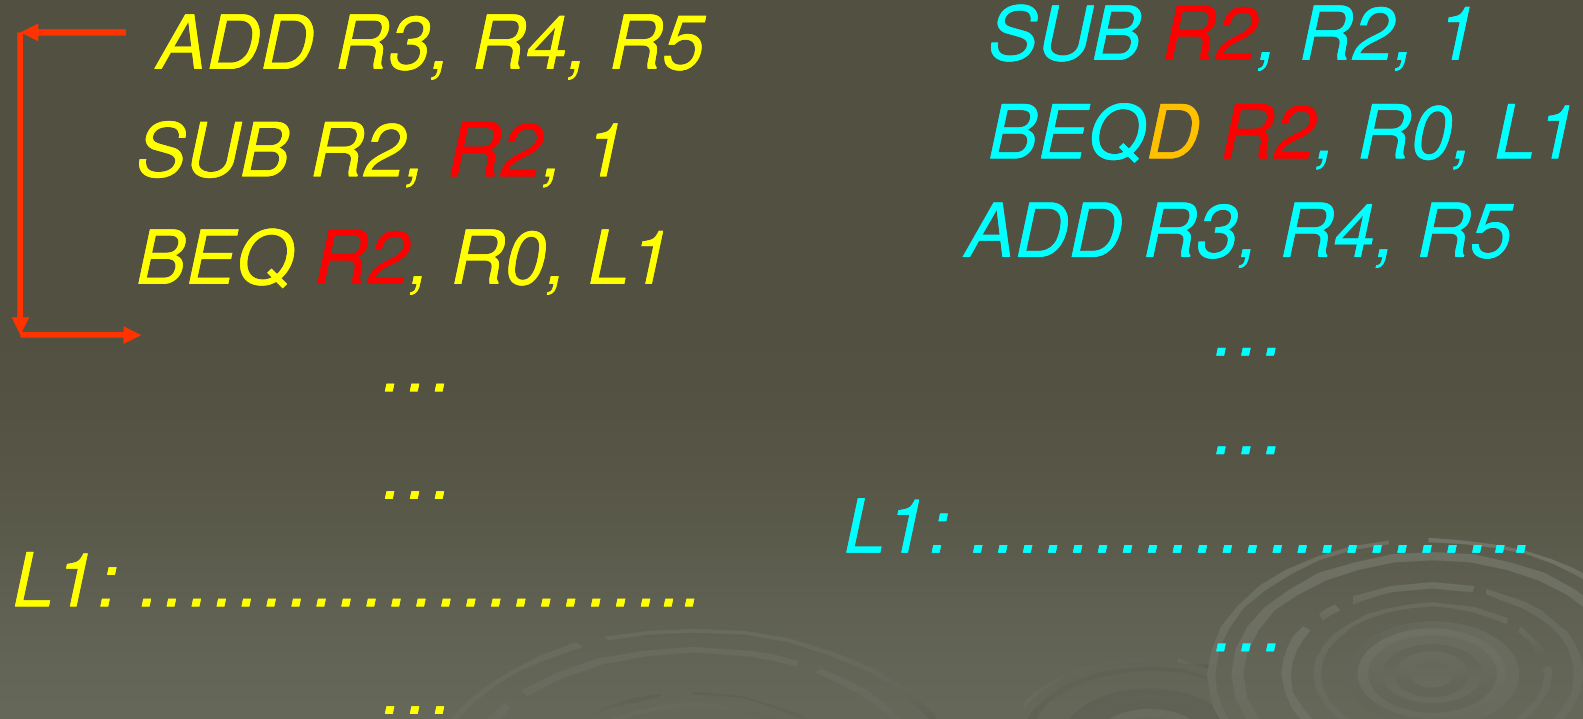 ADD R3, R4, R5
SUB R2, R2, 1
BEQ R2, R0, L1
...
...
L1: .......................
...
SUB R2, R2, 1
BEQD R2, R0, L1
ADD R3, R4, R5
...
...
L1: .......................
...